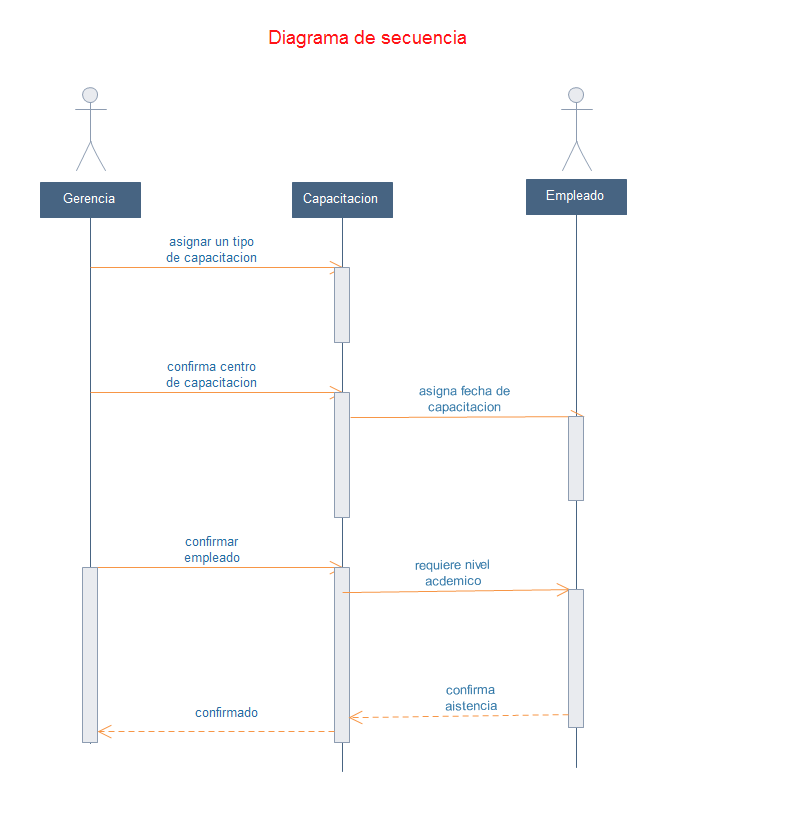 Diagrama de secuencia
Gerencia
Capacitacion
Empleado
asignar un tipo
de capacitacion
confirma centro
de capacitacion
asigna fecha de
capacitacion
confirmar
empleado
requiere nivel
acdemico
confirma
aistencia
confirmado